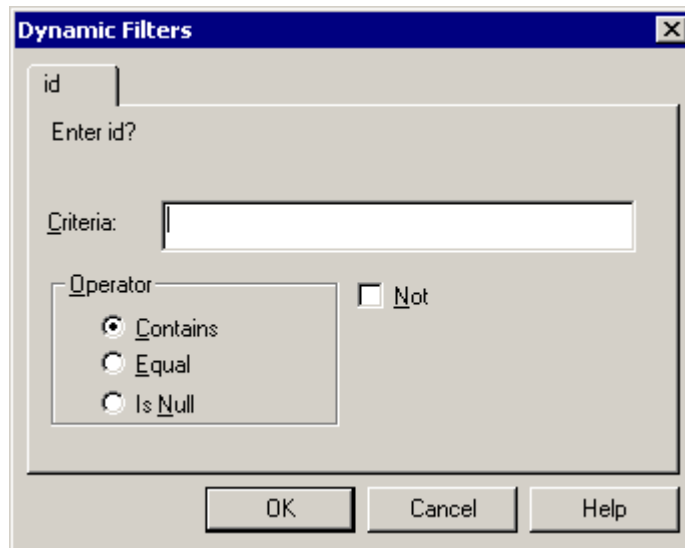 Dynamic Filters
id
Enter id?
Criteria:
Operator
Not
Contains
Equal
Is Null
OK Cancel Help